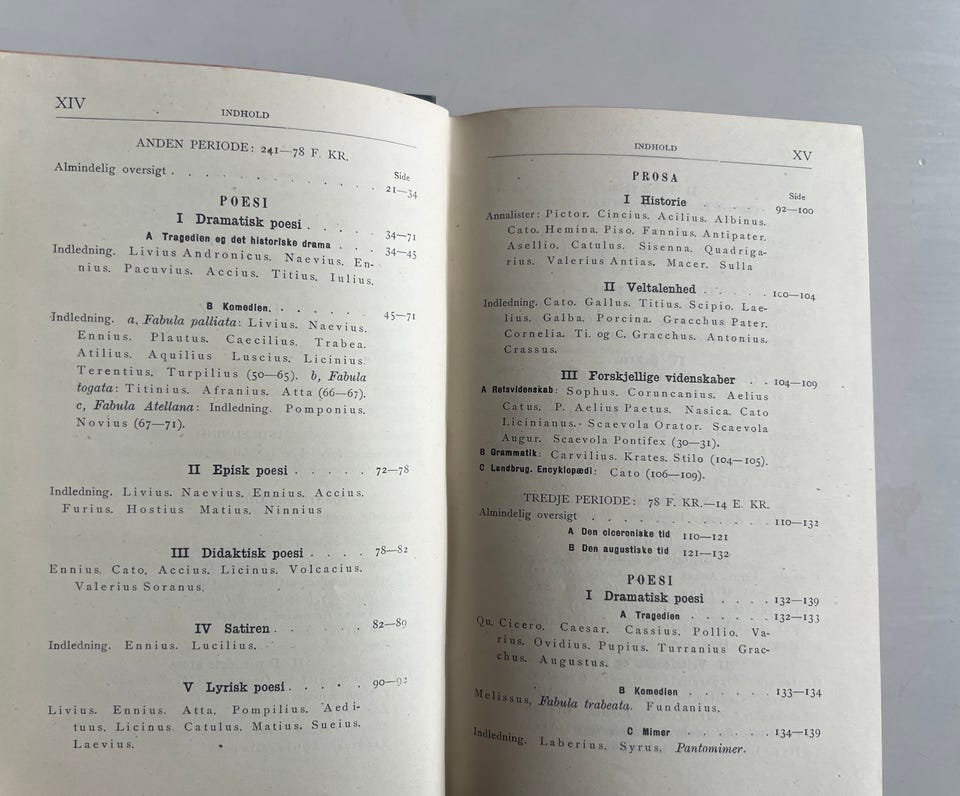 XIV
INDHOLD
ANDEN PERIODE: 241—78 F. KR.
Side
Almindelig oversigt . . . . . . . . . . . . 21—34
POESI
I Dramatisk poesi . . . . 34—71
A Tragedien og det historiske drama . . . 34—45
Indledning. Livius Andronicus. Naevius. En-
nius. Pacuvius. Accius. Titius. Iulius.
B Komedien. . . . . . 45—71
Indledning. a, Fabula palliata: Livius. Naevius.
Ennius. Plautus. Caecilius. Trabea.
Atilius. Aquilius Luscius. Licinius.
Terentius. Turpilius (50—65). b, Fabula
togata: Titinius. Afranius. Atta (66—67).
c, Fabula Atellana: Indledning. Pomponius.
Novius (67—71).
II Episk poesi . . . . . 72—78
Indledning. Livius. Naevius. Ennius. Accius.
Furius. Hostius Matius. Ninnius
III Didaktisk poesi . . . . 78—82
Ennius. Cato. Accius. Licinus. Volcacius.
Valerius Soranus.
IV Satiren . . . . . 82—89
Indledning. Ennius. Lucilius.
V Lyrisk poesi . . . . . 90—92
Livius. Ennius. Atta. Pompilius. Aedi-
tuus. Licinus Catulus. Matius. Sueius.
Laevius.
INDHOLD
XV
PROSA
Side
I Historie . . . . . 92—100
Annalister: Pictor. Cincius. Acilius. Albinus.
Cato. Hemina. Piso. Fannius. Antipater.
Asellio. Catulus. Sisenna. Quadriga-
rius. Valerius Antias. Macer. Sulla
II Veltalenhed . . . . . 100—104
Indledning. Cato. Gallus. Titius. Scipio. Lae-
lius. Galba. Porcina. Gracchus Pater.
Cornelia. Ti. og C. Gracchus. Antonius.
Crassus.
III Forskjellige videnskaber . . 104—109
A Retsvidenskab: Sophus. Coruncanius. Aelius
Catus. P. Aelius Paetus. Nasica. Cato
Licinianus. Scaevola Orator. Scaevola
Augur. Scaevola Pontifex (30—31).
B Grammatik: Carvilius. Krates. Stilo (104—105).
C Landbrug. Encyklopædi: Cato (106—109).
TREDJE PERIODE: 78 F. KR.—14 E. KR.
Almindelig oversigt . . . . . . . . . . . . 110—132
A Den ciceroniske tid 110—121
B Den augustiske tid 121—132
POESI
I Dramatisk poesi . . . . 132—139
A Tragedien . . . . . . 132—133
Qu. Cicero. Caesar. Cassius. Pollio. Va-
rius. Ovidius. Pupius. Turranius Grac-
chus. Augustus.
B Komedien . . . . . . 133—134
Melissus, Fabula trabeata. Fundanius.
C Mimer . . . . . . 134—139
Indledning. Laberius. Syrus. Pantomimer.